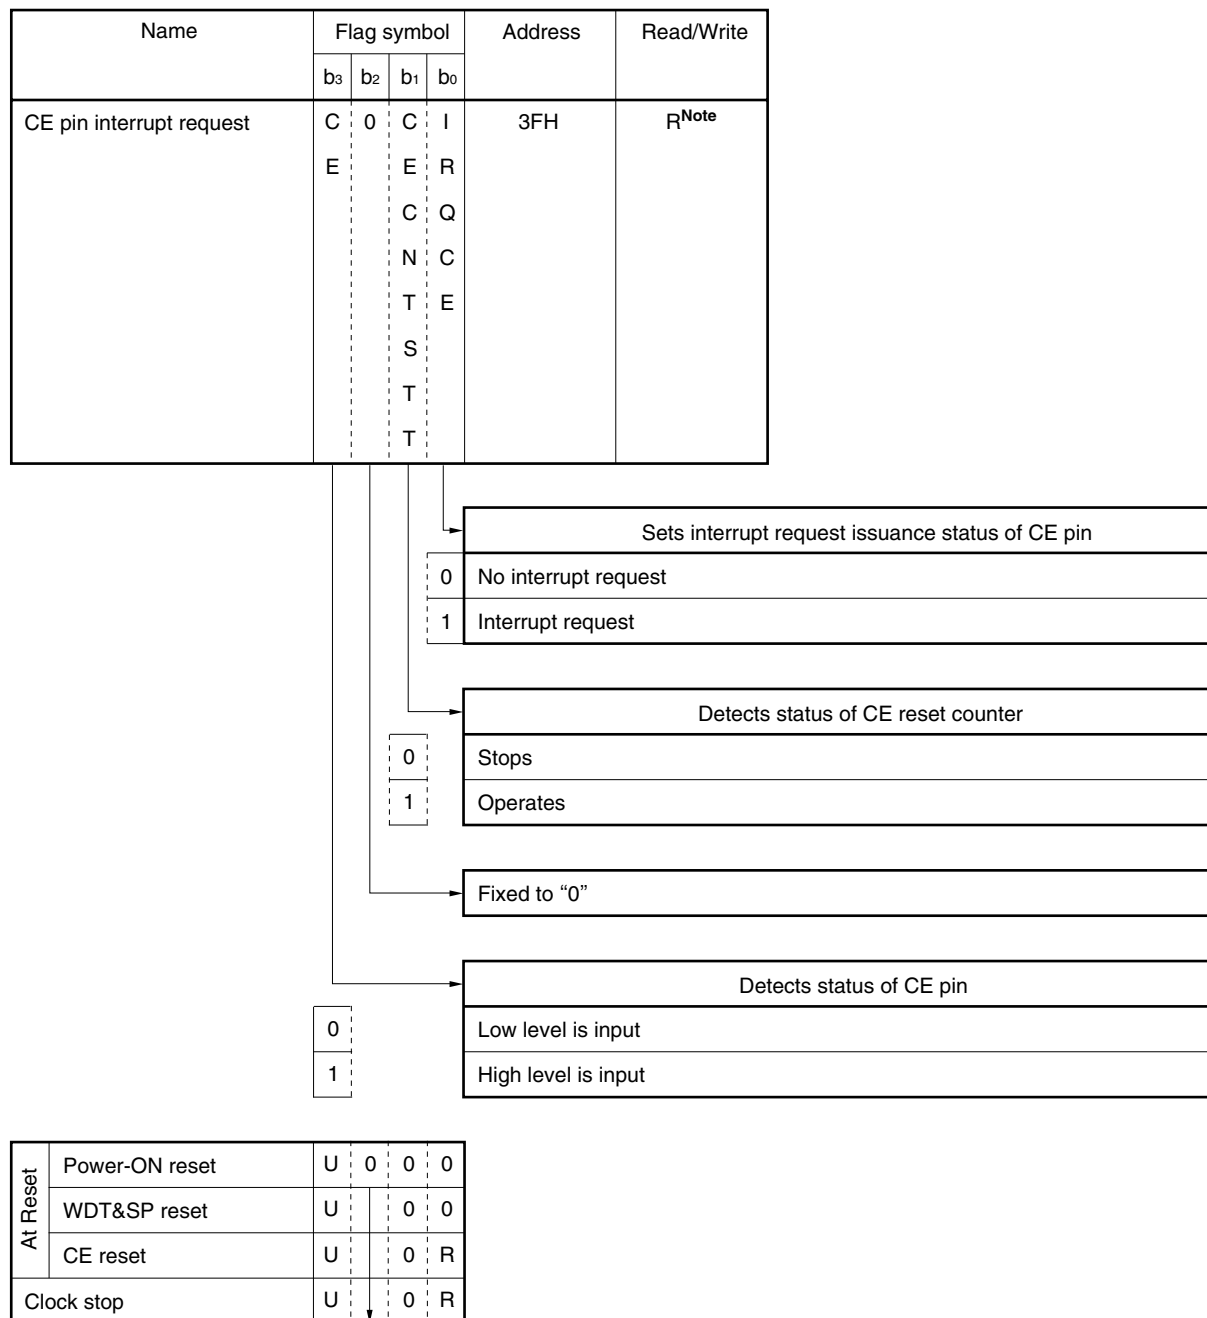 Name Flag symbol Address Read/Write
b3 b2 b1 b0
CE pin interrupt request C 0 C I 3FH RNote
E E R
C Q
N C
T E
S
T
T
Sets interrupt request issuance status of CE pin
0 No interrupt request
1 Interrupt request
Detects status of CE reset counter
0 Stops
1 Operates
Fixed to “0”
Detects status of CE pin
0 Low level is input
1 High level is input
At Reset
Power-ON reset U 0 0 0
WDT&SP reset U 0 0
CE reset U 0 R
Clock stop U 0 R